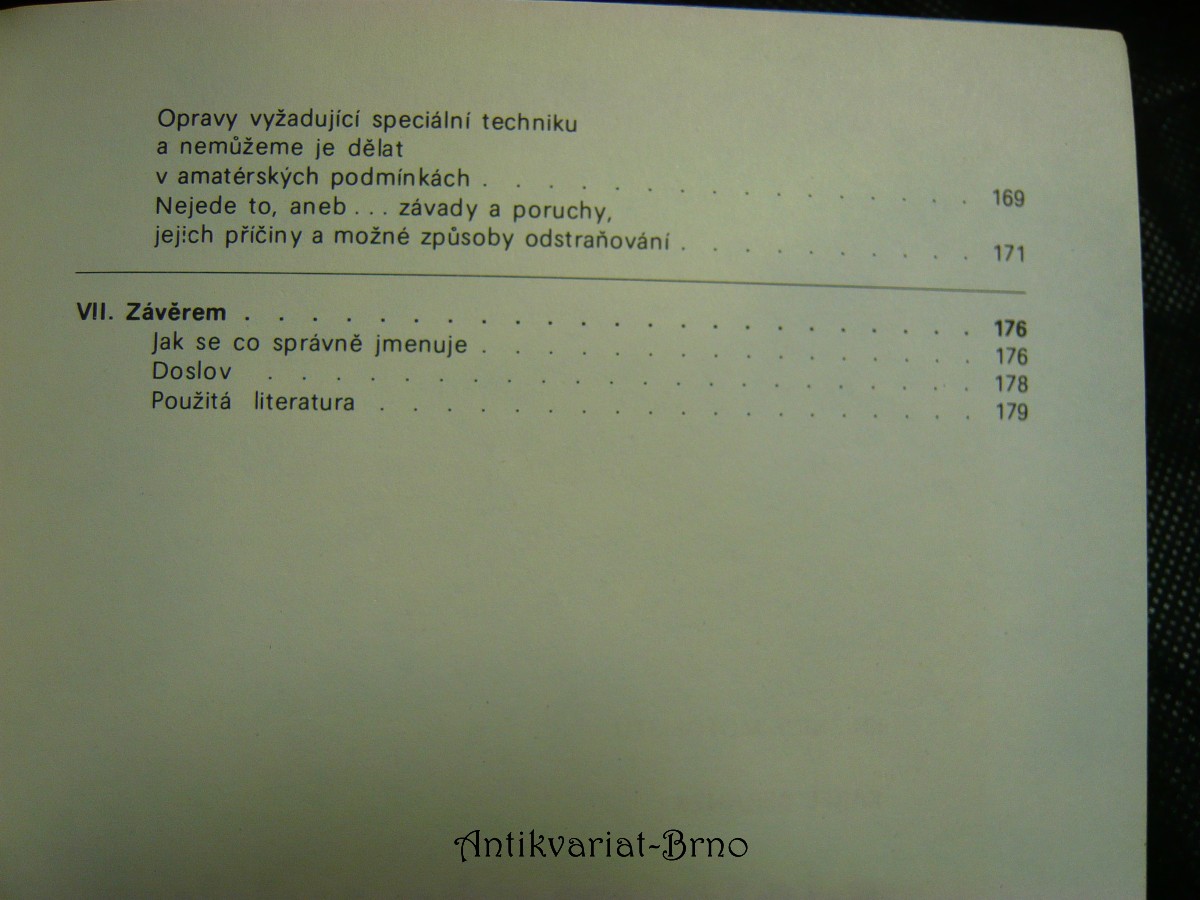 Opravy vyžadující speciální techniku
a nemůžeme je dělat
v amatérských podmínkách . . . . . . . . . . . . . . . 169
Nejede to, aneb . . . závady a poruchy,
jejich příčiny a možné způsoby odstraňování . . . . . . . . . . 171
VII. Závěrem . . . . . . . . . . . . . . . . . . . . . . 176
Jak se co správně jmenuje . . . . . . . . . . . . . . . 176
Doslov . . . . . . . . . . . . . . . . . . . . . 178
Použitá literatura . . . . . . . . . . . . . . . . . . 179
Antikvariat-Brno